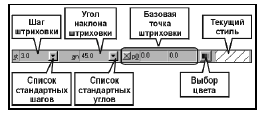 Шаг
штриховки
Угол
наклона
штриховки
Базовая
точка
штриховки
Текущий
стиль
3.0
45.0
0.0 0.0
Список
стандартных
шагов
Список
стандартных
углов
Выбор
цвета